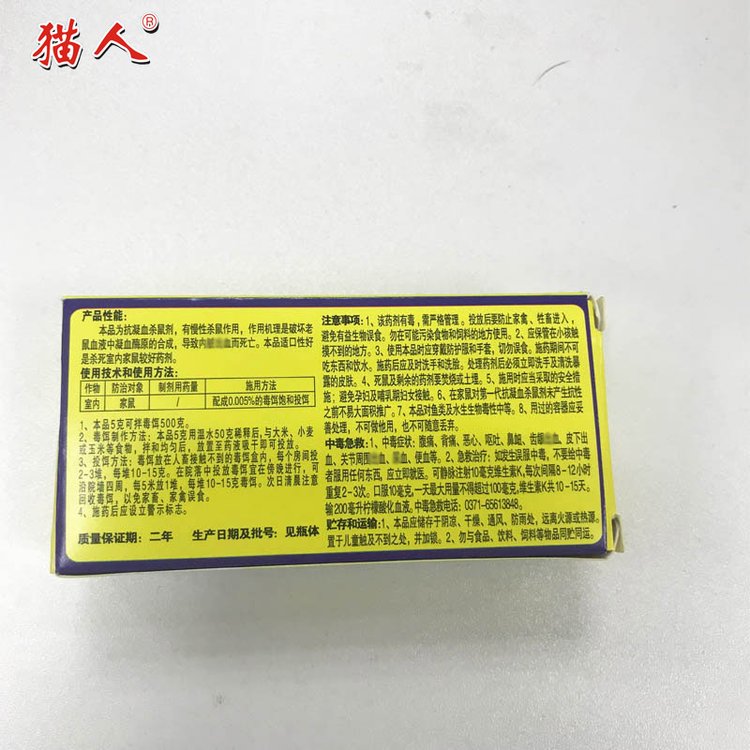 猫人®
产品性能:
本品为抗凝血杀鼠剂,有慢性杀鼠作用,作用机理是破坏老
鼠血液中凝血酶原的合成,导致内 而死亡。本品适口性好
是杀死室内家鼠较好药剂。
使用技术和使用方法:
作物 防治对象 制剂用药量 施用方法
室内 家鼠 / 配成0.005%的毒饵饱和投饵
1、本品5克可拌毒饵500克。
2、毒饵制作方法:本品5克用温水50克稀释后,与大米、小麦
或玉米等食物,拌和均匀后,放置至药液吸干即可投放。
3、投饵方法:毒饵放在人畜接触不到的毒饵盒内,每个房间投
2-3堆,每堆10-15克。在院落中投放毒饵宜在傍晚进行,可
沿院墙四周,每5米放1堆,每堆10-15克毒饵。次日清晨注意
回收毒饵,以免家畜、家禽误食。
4、施药后应设立警示标志。
质量保证期:二年 生产日期及批号:见瓶体
注意事项:1、该药剂有毒,需严格管理。投放后要防止家禽、牲畜进入,
避免有益生物误食。勿在可能污染食物和饲料的地方使用。2、应保管在小孩触
摸不到的地方。3、使用本品时应穿戴防护服和手套,切勿误食。施药期间不可
吃东西和饮水。施药后应及时洗手和洗脸。处理药剂后必须立即洗手及清洗暴
露的皮肤。4、死鼠及剩余的药剂要焚烧或土埋。5、施用时应当采取的安全措
施;避免孕妇及哺乳期妇女接触。6、在家鼠对第一代抗凝血杀鼠剂未产生抗性
之前不易大面积推广。7、本品对鱼类及水生生物毒性中等。8、用过的容器应妥
善处理,不可做他用,也不可随意丢弃。
中毒急救:1、中毒症状:腹痛、背痛、恶心、呕吐、鼻衄、齿龈 、皮下出
血、关节周围 、 、便血等。2、急救治疗:如发生误服中毒,不要给中毒
者服用任何东西,应立即就医。可静脉注射10毫克维生素K,每次间隔8-12小时
重复2-3次。口服10毫克,一天最大用量不得超过100毫克,维生素K共10-15天。
输200毫升柠檬酸化血液。中毒急救电话:0371-65613848。
贮存和运输:1、本品应储存于阴凉、干燥、通风、防雨处,远离火源或热源。
置于儿童触及不到之处,并加锁。2、勿与食品、饮料、饲料等物品同贮同运。